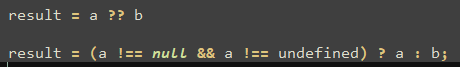 result = a ?? b
result = (a !== null && a !== undefined) ? a : b;